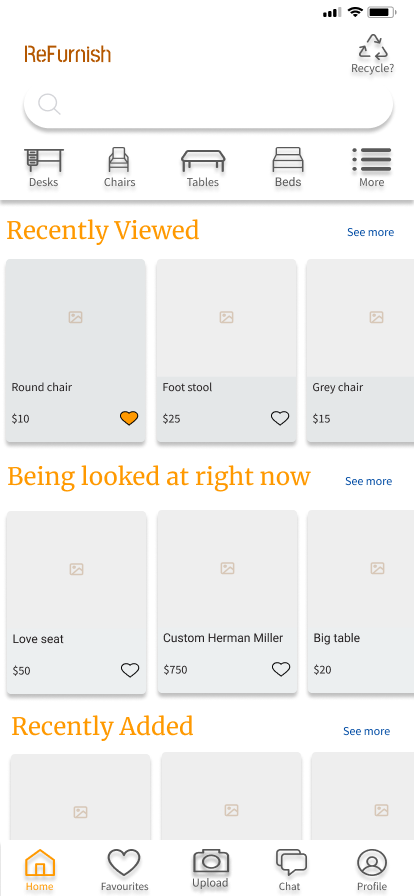 ReFurnish
Recycle?
Desks
Chairs
Tables
Beds
More
Recently Viewed
See more
Round chair
Foot stool
Grey chair
$10
$25
$15
Being looked at right now
See more
Love seat
Custom Herman Miller
Big table
$50
$750
$20
Recently Added
See more
Home
Favourites
Upload
Chat
Profile